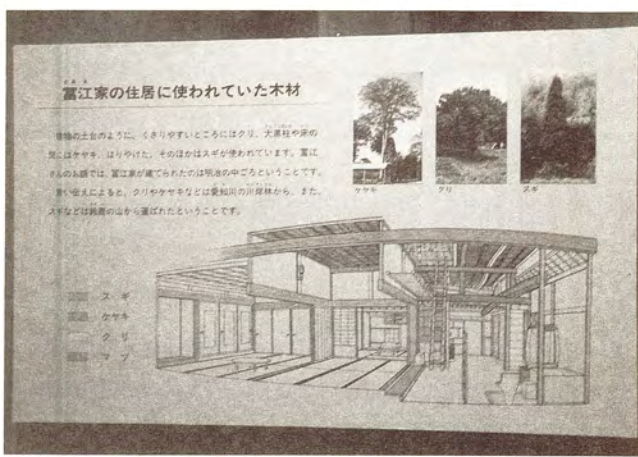 冨江家の住居に使われていた木材
建物の土台のように、くさりやすいところにはクリ、大黒柱や床の
間にはケヤキ、はりやけた、そのほかはスギが使われています。冨江
さんのお話では、冨江家が建てられたのは明治の中ごろということです。
言い伝えによると、クリやケヤキなどは愛知川の川岸林から、また、
スギなどは鈴鹿の山から運ばれたということです。
ケヤキ
クリ
スギ
スギ
ケヤキ
クリ
マツ